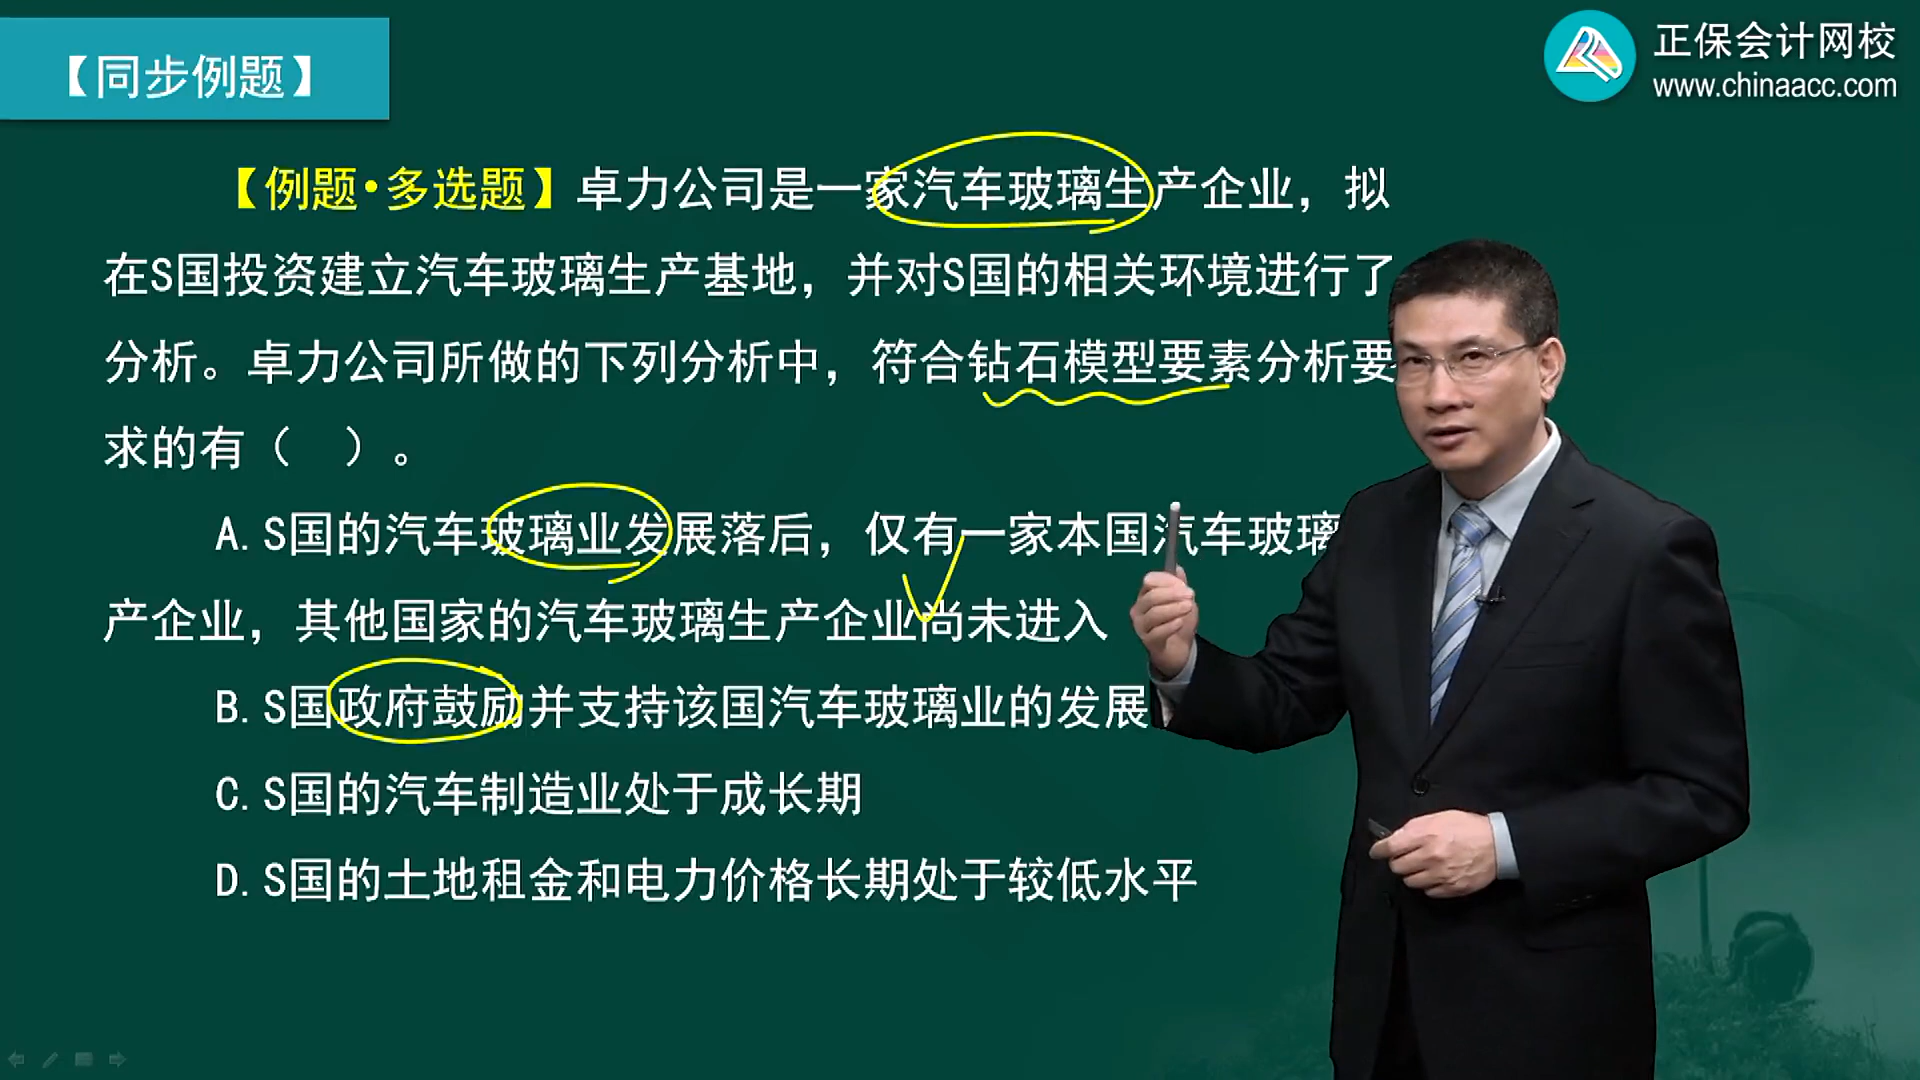 【同步例题】
正保会计网校
www.chinaacc.com
【例题•多选题】卓力公司是一家汽车玻璃生产企业，拟
在S国投资建立汽车玻璃生产基地，并对S国的相关环境进行了
分析。卓力公司所做的下列分析中，符合钻石模型要素分析要
求的有（　）。
A. S国的汽车玻璃业发展落后，仅有一家本国汽车玻璃
产企业，其他国家的汽车玻璃生产企业尚未进入
B. S国政府鼓励并支持该国汽车玻璃业的发展
C. S国的汽车制造业处于成长期
D. S国的土地租金和电力价格长期处于较低水平